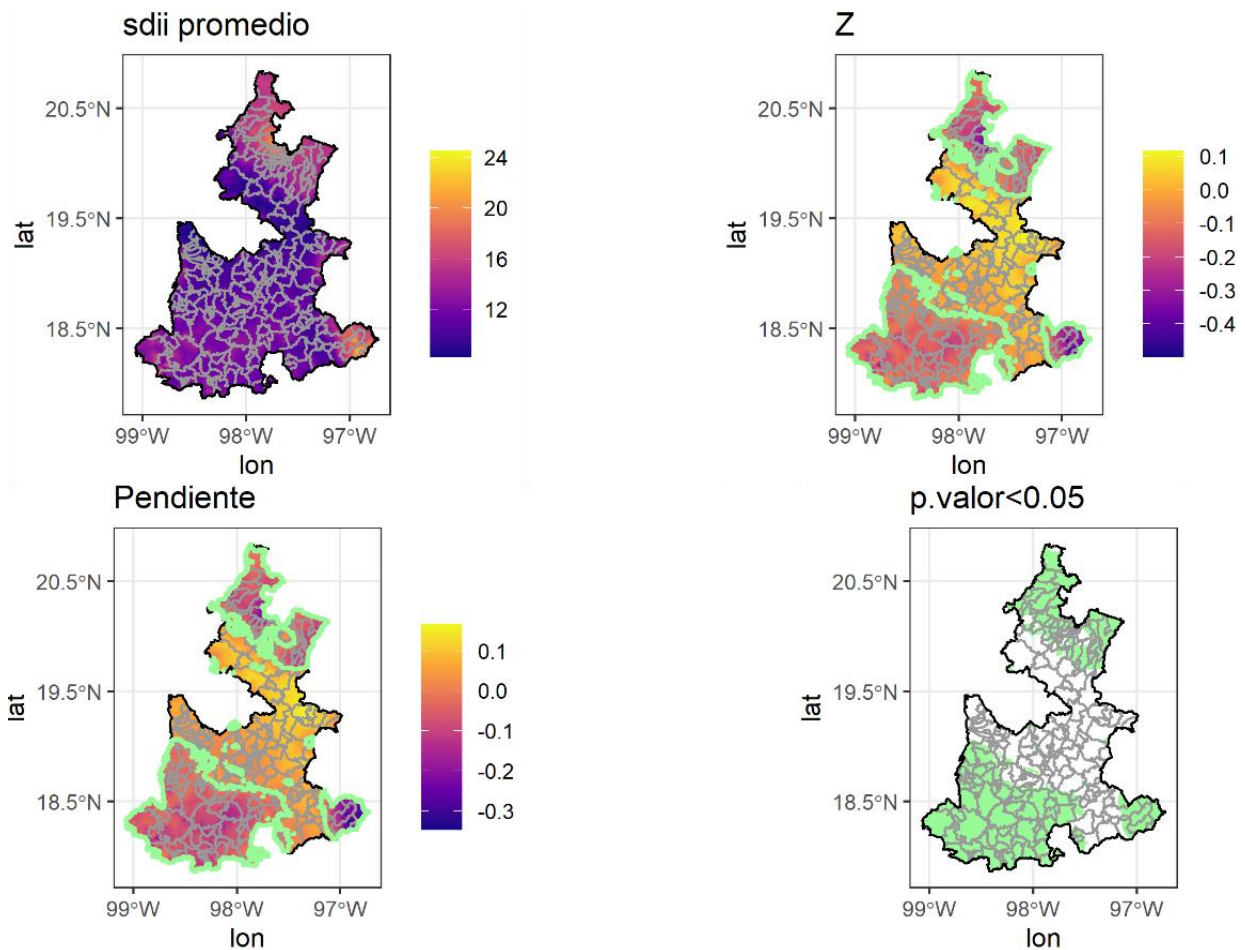 sdii promedio
20.5°N
19.5°N
18.5°N
lat
99°W 98°W 97°W
lon
24
20
16
12
Z
20.5°N
19.5°N
18.5°N
lat
99°W 98°W 97°W
lon
0.1
0.0
-0.1
-0.2
-0.3
-0.4
Pendiente
20.5°N
19.5°N
18.5°N
lat
99°W 98°W 97°W
lon
0.1
0.0
-0.1
-0.2
-0.3
p.valor<0.05
20.5°N
19.5°N
18.5°N
lat
99°W 98°W 97°W
lon